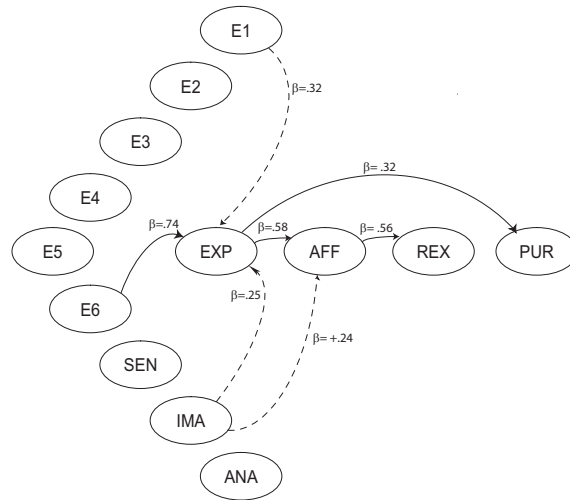 E1
E2
β=.32
E3
β= .32
E4
β=.74
β=.58
β= .56
E5
EXP
AFF
REX
PUR
E6
β=.25
β= +.24
SEN
IMA
ANA